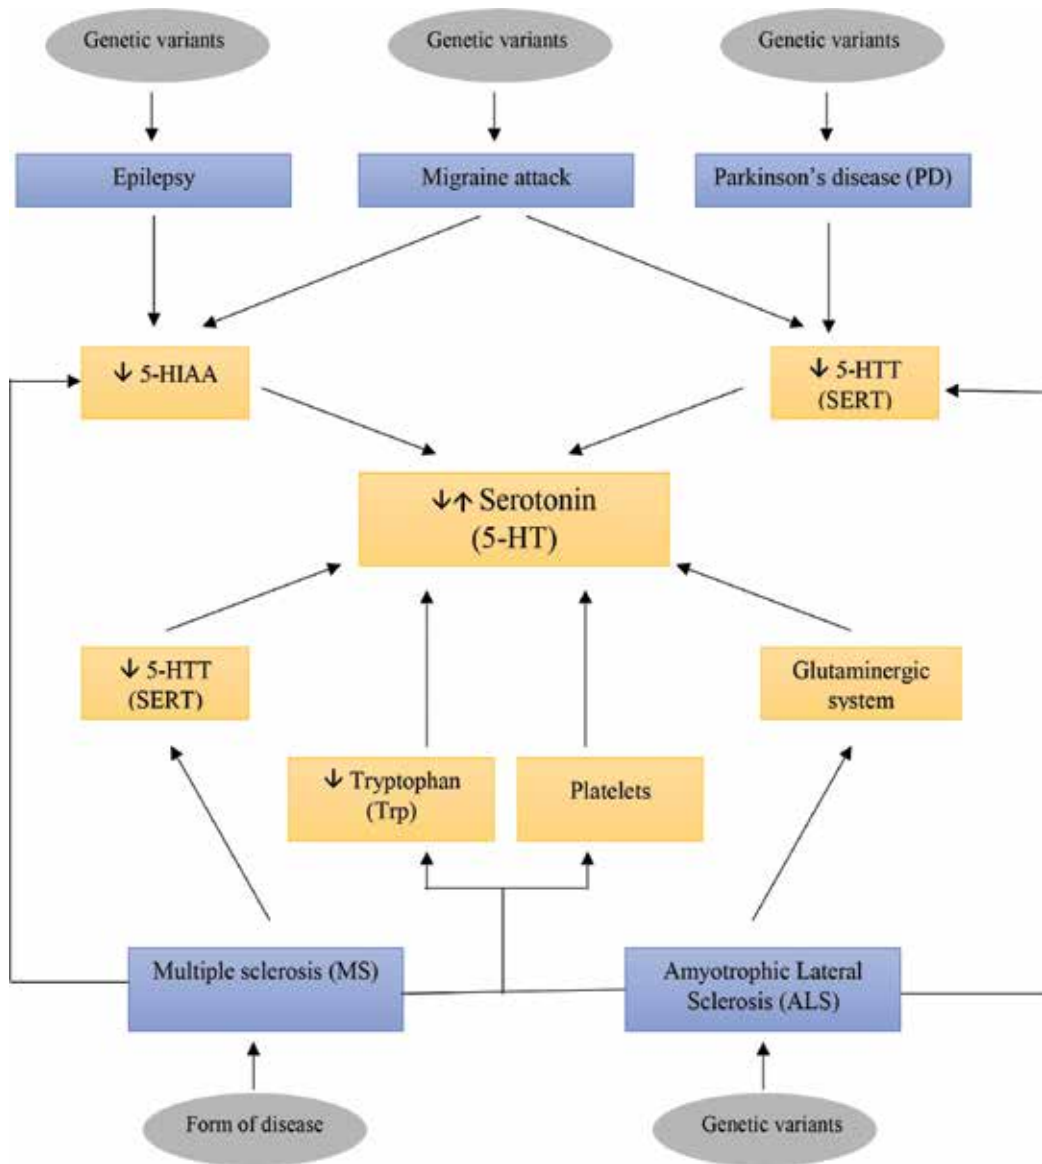 Genetic variants
Genetic variants
Genetic variants
Epilepsy
Migraine attack
Parkinson’s disease (PD)
↓ 5-HIAA
↓ 5-HTT
(SERT)
↓↑ Serotonin
(5-HT)
↓ 5-HTT
(SERT)
Glutaminergic
system
↓ Tryptophan
(Trp)
Platelets
Multiple sclerosis (MS)
Amyotrophic Lateral
Sclerosis (ALS)
Form of disease
Genetic variants